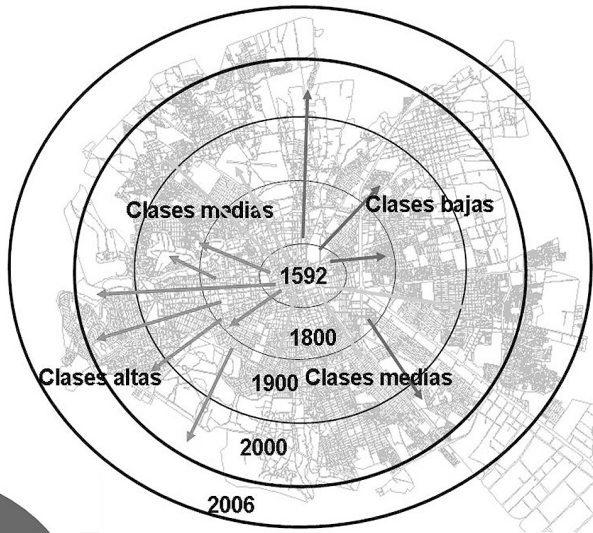 Clases medias
Clases bajas
1592
1800
Clases altas
1900
Clases medias
2000
2006